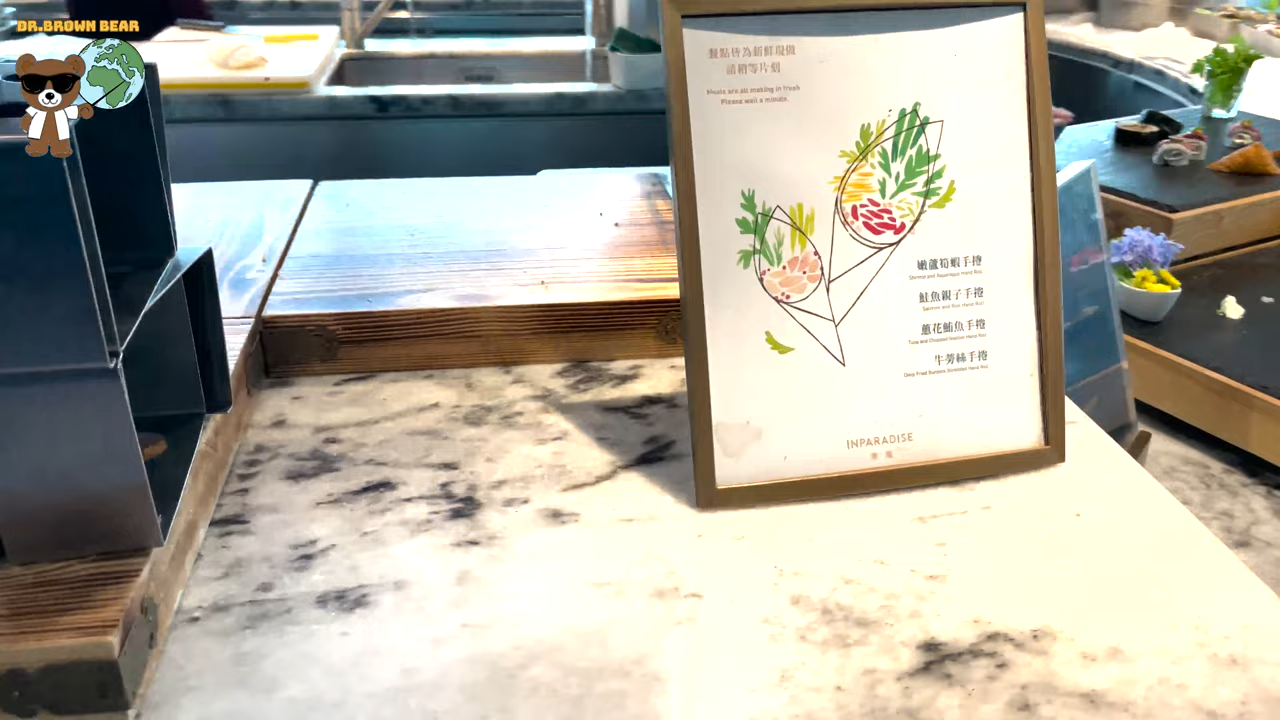 DR.BROWN BEAR
餐點皆為新鮮現做
請稍等片刻
Meals are all making in fresh
Please wait a minute.
嫩蘆筍蝦手捲
Shrimp and Asparagus Hand Roll
鮭魚親子手捲
Salmon and Roe Hand Roll
蔥花鮪魚手捲
Tuna and Chopped Scallion Hand Roll
牛蒡絲手捲
Deep Fried Burdock Shredded Hand Roll
INPARADISE
饗 饗